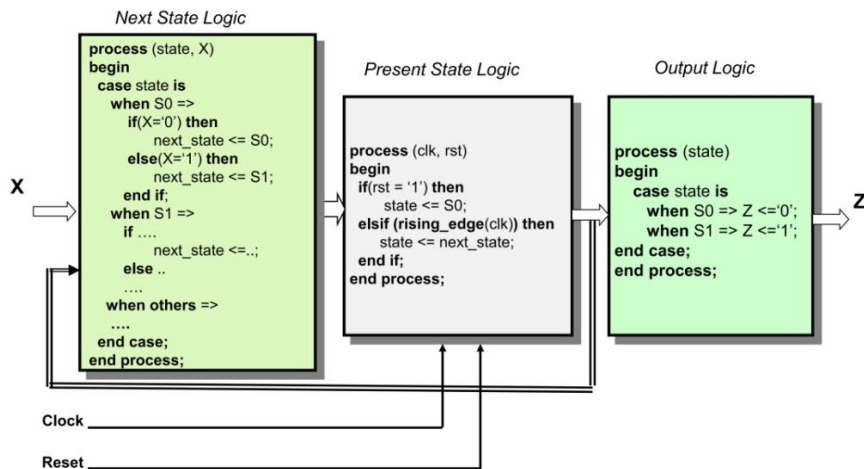 Next State Logic
process (state, X)
begin
case state is
when S0 =>
if(X=‘0’) then
next_state <= S0;
else(X=‘1’) then
next_state <= S1;
end if;
when S1 =>
if ….
next_state <=..;
else ..
….
when others =>
….
end case;
end process;
Present State Logic
process (clk, rst)
begin
if(rst = ‘1’) then
state <= S0;
elsif (rising_edge(clk)) then
state <= next_state;
end if;
end process;
Output Logic
process (state)
begin
case state is
when S0 => Z <=‘0’;
when S1 => Z <=‘1’;
end case;
end process;
X
Z
Clock
Reset